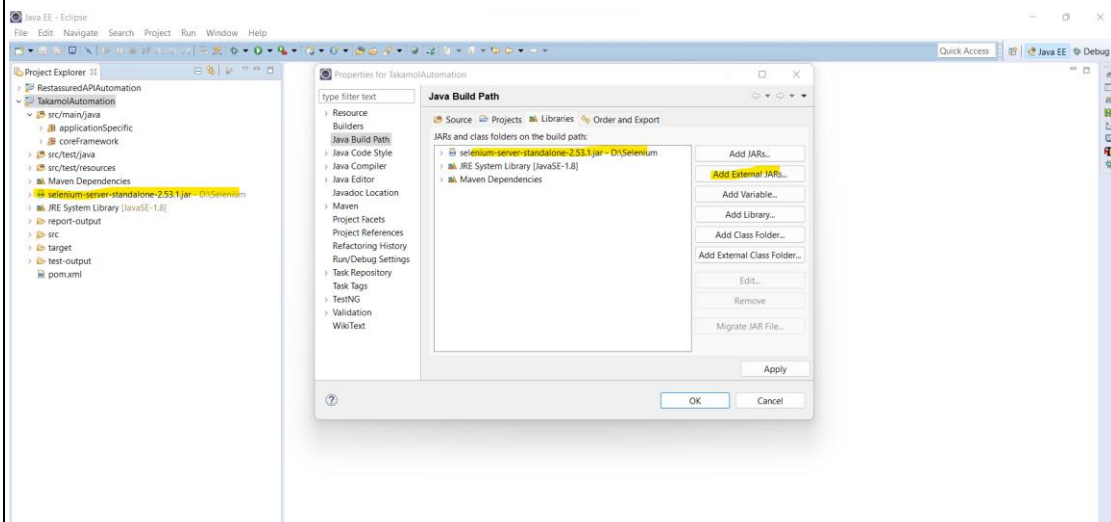 Java EE - Eclipse
File Edit Navigate Search Project Run Window Help
Quick Access
Java EE
Debug
Project Explorer
RestassuredAPIAutomation
TakamolAutomation
src/main/java
applicationSpecific
coreFramework
src/test/java
src/test/resources
Maven Dependencies
selenium-server-standalone-2.53.1.jar - D:\Selenium
JRE System Library [JavaSE-1.8]
report-output
src
target
test-output
pom.xml
Properties for TakamolAutomation
type filter text
Resource
Builders
Java Build Path
Java Code Style
Java Compiler
Java Editor
Javadoc Location
Maven
Project Facets
Project References
Refactoring History
Run/Debug Settings
Task Repository
Task Tags
TestNG
Validation
WikiText
Java Build Path
Source Projects Libraries Order and Export
JARs and class folders on the build path:
selenium-server-standalone-2.53.1.jar - D:\Selenium
JRE System Library [JavaSE-1.8]
Maven Dependencies
Add JARs...
Add External JARs...
Add Variable...
Add Library...
Add Class Folder...
Add External Class Folder...
Edit...
Remove
Migrate JAR File...
Apply
OK Cancel